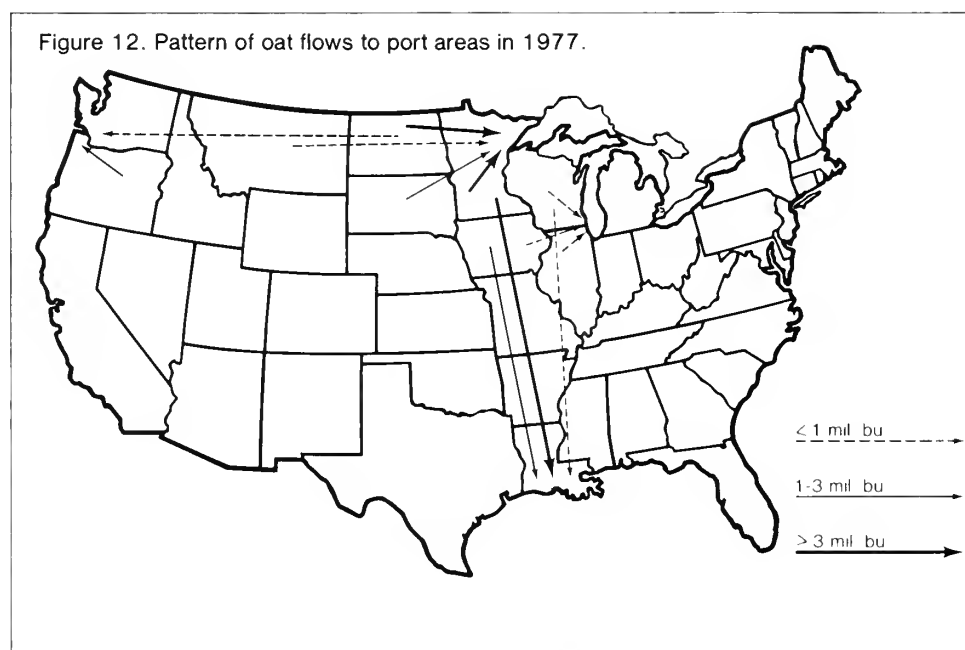 Figure 12. Pattern of oat flows to port areas in 1977.
<1 mil bu
1-3 mil bu
>3 mil bu